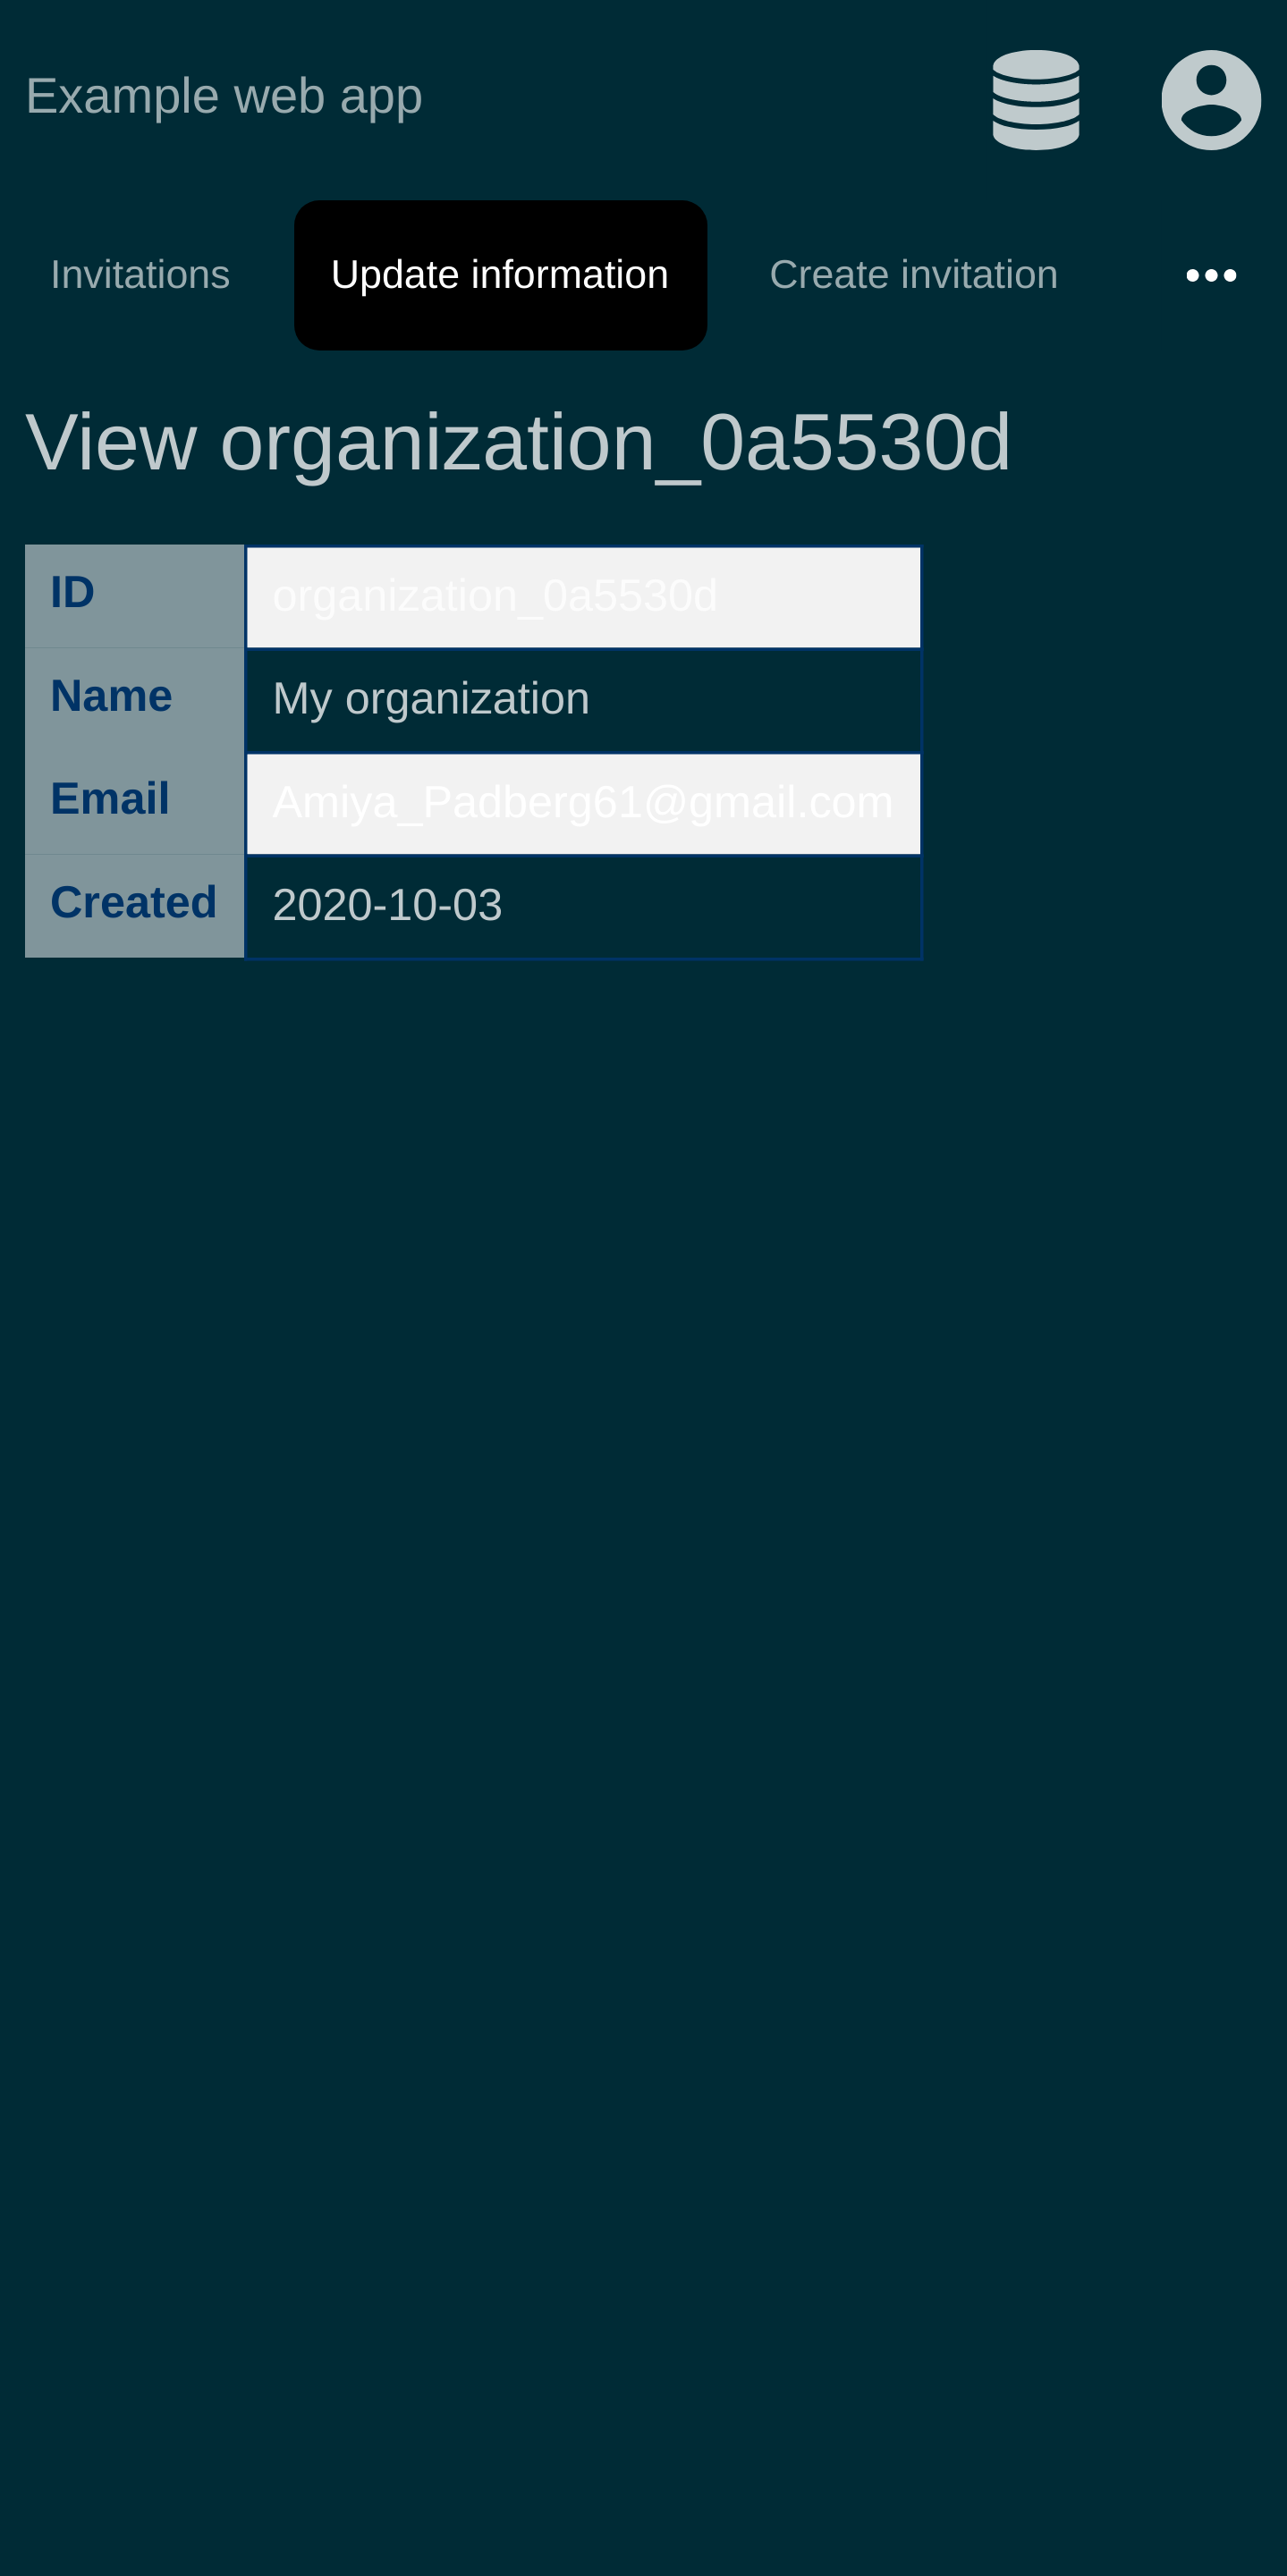 Example web app
Invitations Update information Create invitation •••
View organization_0a5530d
ID organization_0a5530d
Name My organization
Email Amiya_Padberg61@gmail.com
Created 2020-10-03